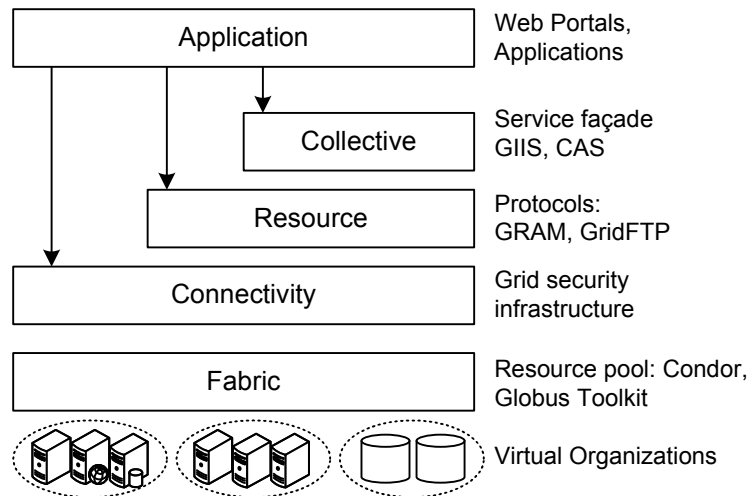 Application
Web Portals,
Applications
Collective
Service façade
GIIS, CAS
Resource
Protocols:
GRAM, GridFTP
Connectivity
Grid security
infrastructure
Fabric
Resource pool: Condor,
Globus Toolkit
Virtual Organizations